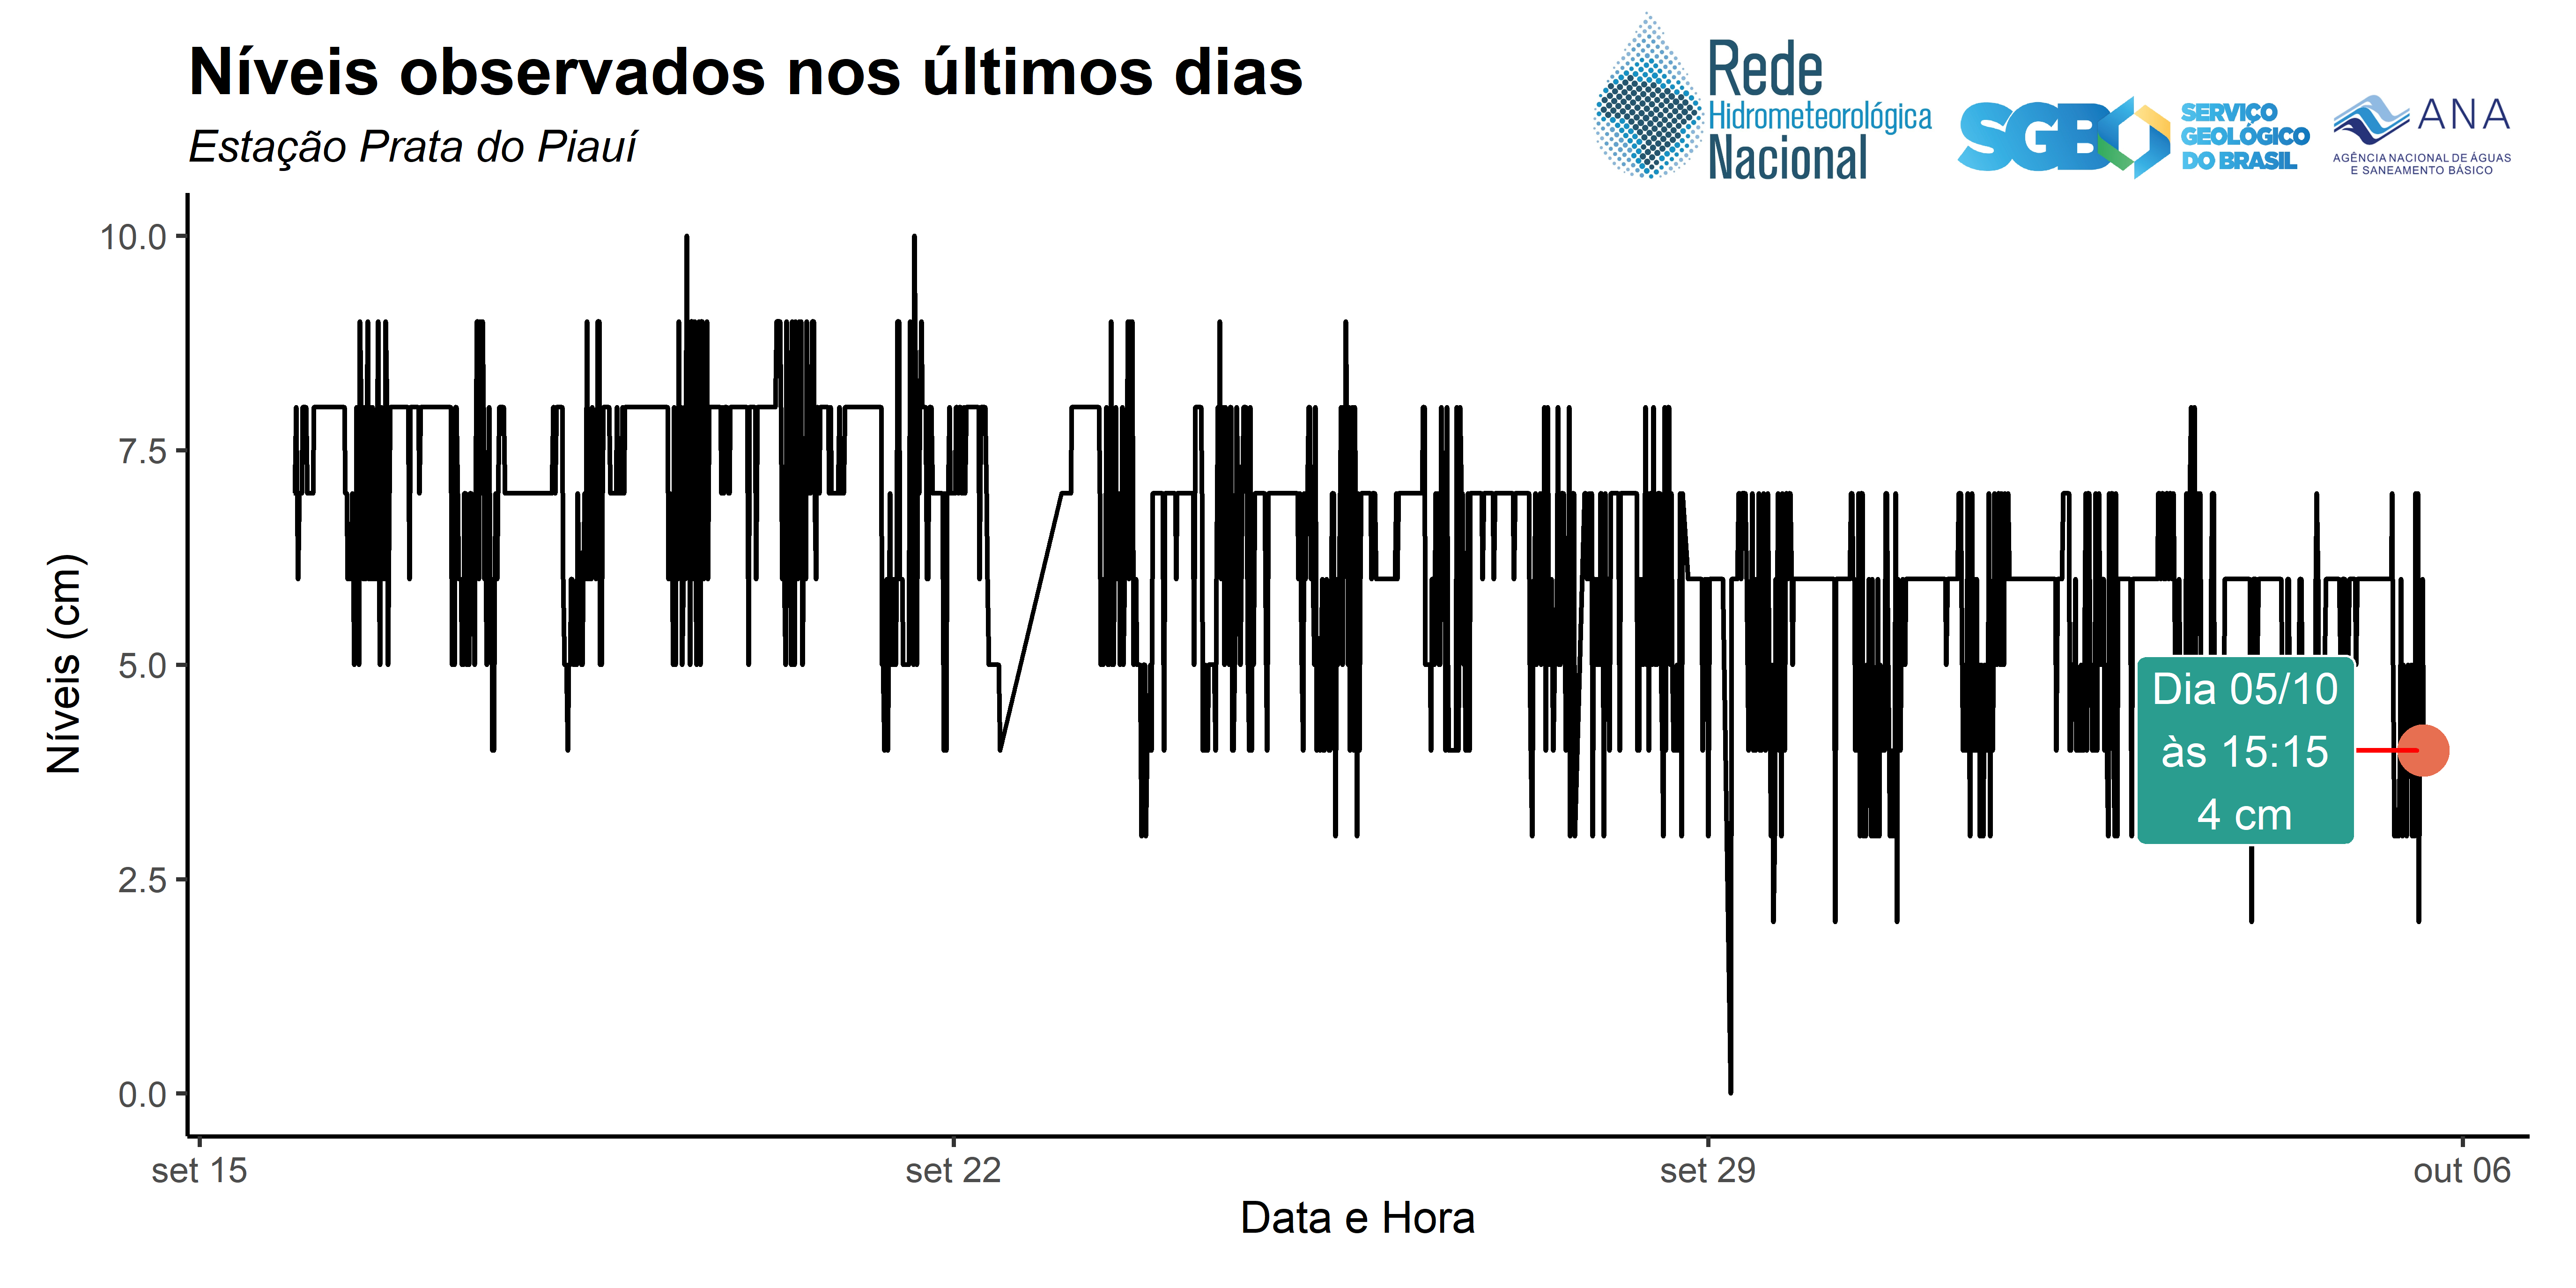 Níveis observados nos últimos dias
Estação Prata do Piauí
Rede
Hidrometeorológica
Nacional
SGB
SERVIÇO
GEOLÓGICO
DO BRASIL
ANA
AGÊNCIA NACIONAL DE ÁGUAS
E SANEAMENTO BÁSICO
Níveis (cm)
10.0
7.5
5.0
2.5
0.0
Dia 05/10
às 15:15
4 cm
set 15
set 22
set 29
out 06
Data e Hora